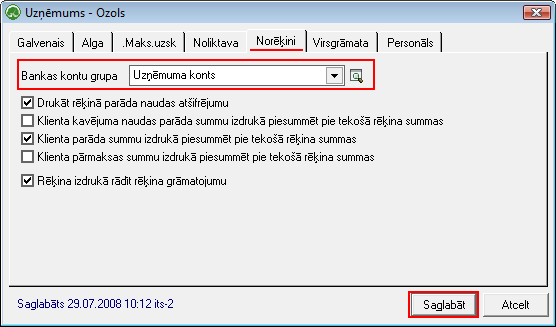 Uzņēmums - Ozols
Galvenais Alga .Maks.uzsk Noliktava Norēķini Virsgrāmata Personāls
Bankas kontu grupa Uzņēmuma konts
Drukāt rēķinā parāda naudas atšifrējumu
Klienta kavējuma naudas parāda summu izdrukā piesummēt pie tekošā rēķina summas
Klienta parāda summu izdrukā piesummēt pie tekošā rēķina summas
Klienta pārmaksas summu izdrukā piesummēt pie tekošā rēķina summas
Rēķina izdrukā rādīt rēķina grāmatojumu
Saglabāts 29.07.2008 10:12 its-2 Saglabāt Atcelt